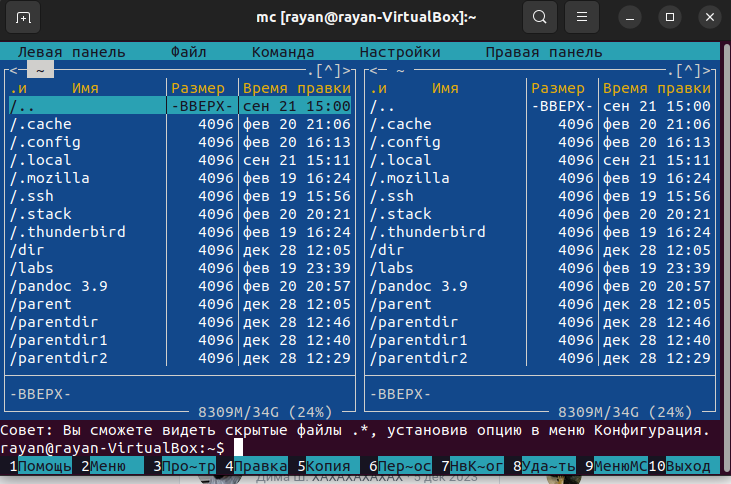 mc [rayan@rayan-VirtualBox]:~
Левая панель Файл Команда Настройки Правая панель
<— ~ .[^]> <— ~ .[^]>
.и Имя Размер Время правки .и Имя Размер Время правки
/.. -ВВЕРХ- сен 21 15:00 /.. -ВВЕРХ- сен 21 15:00
/.cache 4096 фев 20 21:06 /.cache 4096 фев 20 21:06
/.config 4096 фев 20 16:13 /.config 4096 фев 20 16:13
/.local 4096 сен 21 15:11 /.local 4096 сен 21 15:11
/.mozilla 4096 фев 19 16:24 /.mozilla 4096 фев 19 16:24
/.ssh 4096 фев 19 15:56 /.ssh 4096 фев 19 15:56
/.stack 4096 фев 20 20:21 /.stack 4096 фев 20 20:21
/.thunderbird 4096 фев 19 16:24 /.thunderbird 4096 фев 19 16:24
/dir 4096 дек 28 12:05 /dir 4096 дек 28 12:05
/labs 4096 фев 19 23:39 /labs 4096 фев 19 23:39
/pandoc 3.9 4096 фев 20 20:57 /pandoc 3.9 4096 фев 20 20:57
/parent 4096 дек 28 12:05 /parent 4096 дек 28 12:05
/parentdir 4096 дек 28 12:46 /parentdir 4096 дек 28 12:46
/parentdir1 4096 дек 28 12:40 /parentdir1 4096 дек 28 12:40
/parentdir2 4096 дек 28 12:29 /parentdir2 4096 дек 28 12:29
-ВВЕРХ- -ВВЕРХ-
8309M/34G (24%) 8309M/34G (24%)
Совет: Вы сможете видеть скрытые файлы .*, установив опцию в меню Конфигурация.
rayan@rayan-VirtualBox:~$
1Помощь 2Меню 3Про~тр 4Правка 5Копия 6Пер~ос 7НвК~ог 8Уда~ть 9МенюМС 10Выход
Дима Ш. ХАХАХАХАХАХ · 5 дек 2023